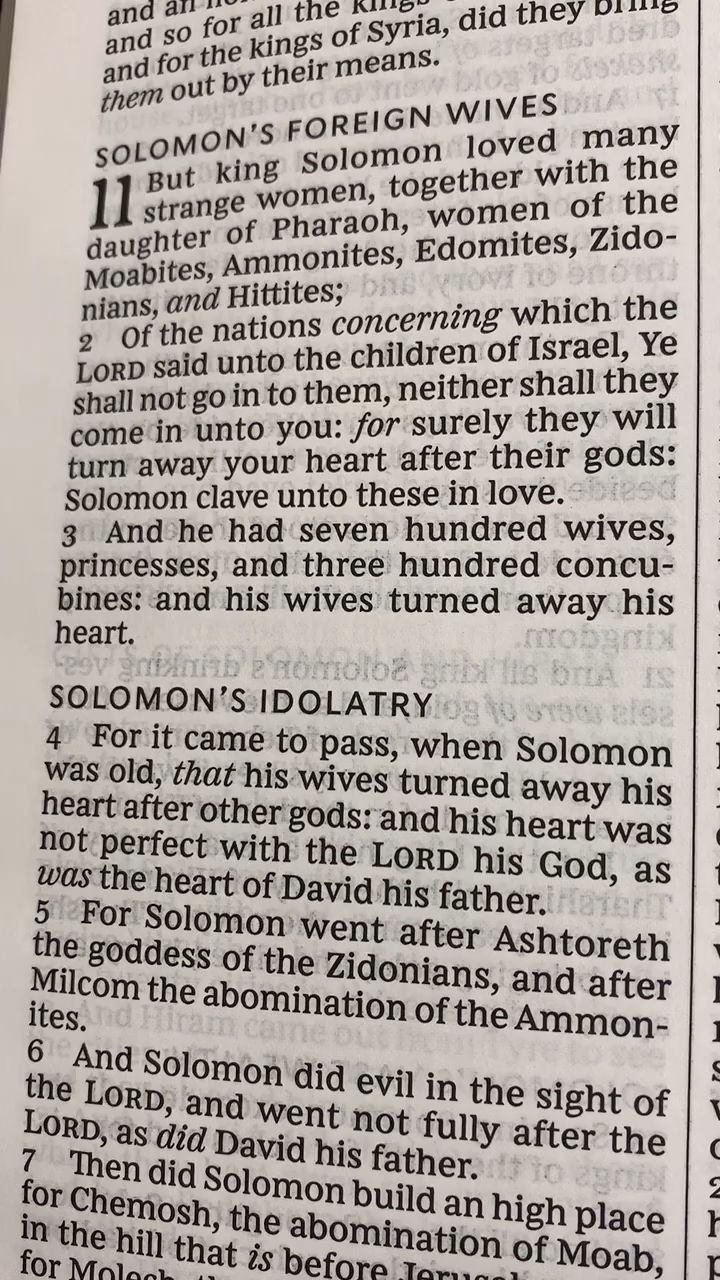 and an
and so for all the kings
and for the kings of Syria, did they bring
them out by their means.
SOLOMON'S FOREIGN WIVES
11 But king Solomon loved many
strange women, together with the
daughter of Pharaoh, women of the
Moabites, Ammonites, Edomites, Zido-
nians, and Hittites;
2 Of the nations concerning which the
LORD said unto the children of Israel, Ye
shall not go in to them, neither shall they
come in unto you: for surely they will
turn away your heart after their gods:
Solomon clave unto these in love.
3 And he had seven hundred wives,
princesses, and three hundred concu-
bines: and his wives turned away his
heart.
SOLOMON'S IDOLATRY
4 For it came to pass, when Solomon
was old, that his wives turned away his
heart after other gods: and his heart was
not perfect with the LORD his God, as
was the heart of David his father.
5 For Solomon went after Ashtoreth
the goddess of the Zidonians, and after
Milcom the abomination of the Ammon-
ites.
6 And Solomon did evil in the sight of
the LORD, and went not fully after the
LORD, as did David his father.
7 Then did Solomon build an high place
for Chemosh, the abomination of Moab,
in the hill that is before
for Molech